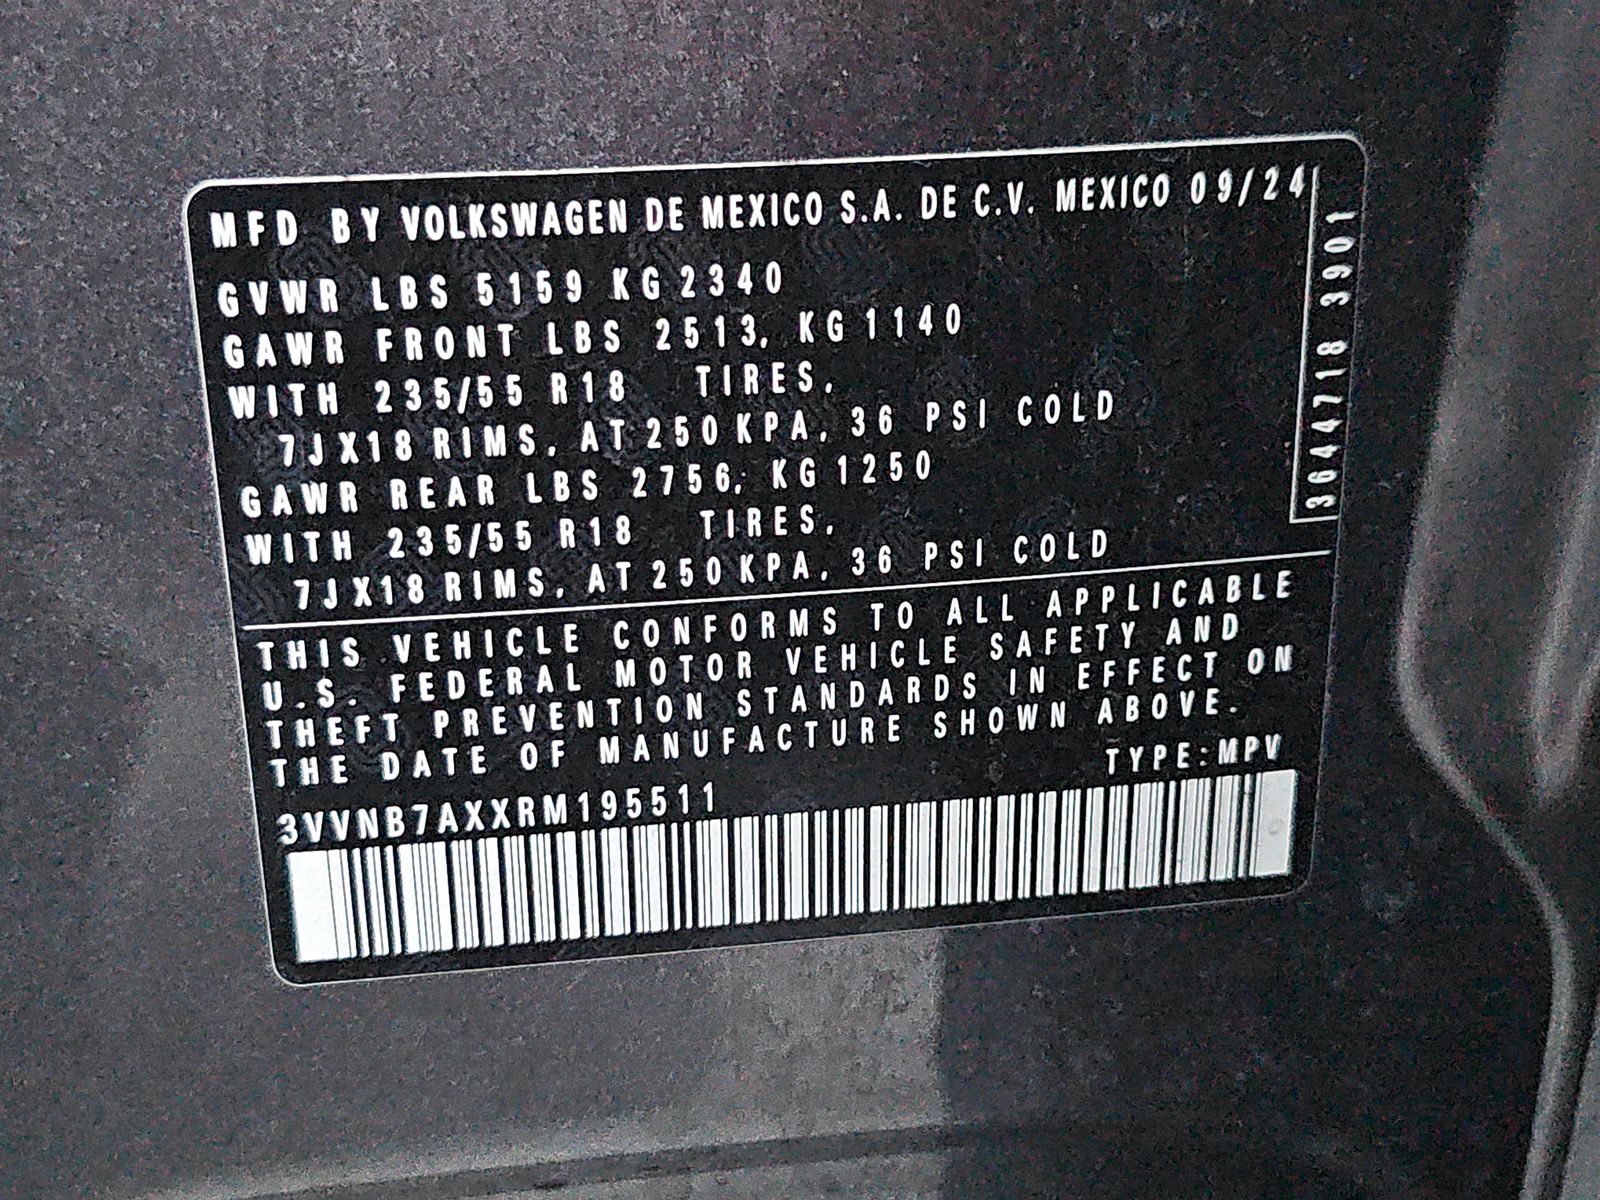 MFD BY VOLKSWAGEN DE MEXICO S.A. DE C.V. MEXICO 09/24
GVWR LBS 5159 KG 2340
GAWR FRONT LBS 2513, KG 1140
WITH 235/55 R18 TIRES,
7JX18 RIMS, AT 250 KPA, 36 PSI COLD
GAWR REAR LBS 2756, KG 1250
WITH 235/55 R18 TIRES,
7JX18 RIMS, AT 250 KPA, 36 PSI COLD
3644718 3901
THIS VEHICLE CONFORMS TO ALL APPLICABLE
U.S. FEDERAL MOTOR VEHICLE SAFETY AND
THEFT PREVENTION STANDARDS IN EFFECT ON
THE DATE OF MANUFACTURE SHOWN ABOVE.
TYPE: MPV
3VVNB7AXXRM195511